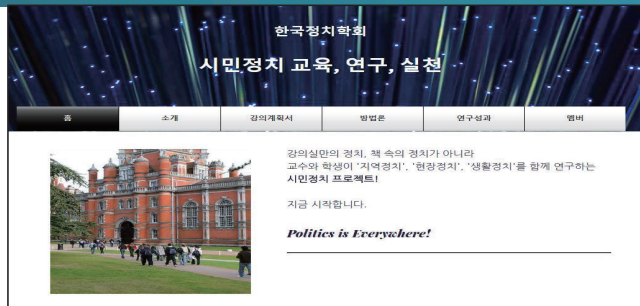 한국정치학회
시민정치 교육, 연구, 실천
홈 소개 강의계획서 방법론 연구성과 멤버
강의실만의 정치, 책 속의 정치가 아니라
교수와 학생이 '지역정치', '현장정치', '생활정치'를 함께 연구하는
시민정치 프로젝트!
지금 시작합니다.
Politics is Everywhere!